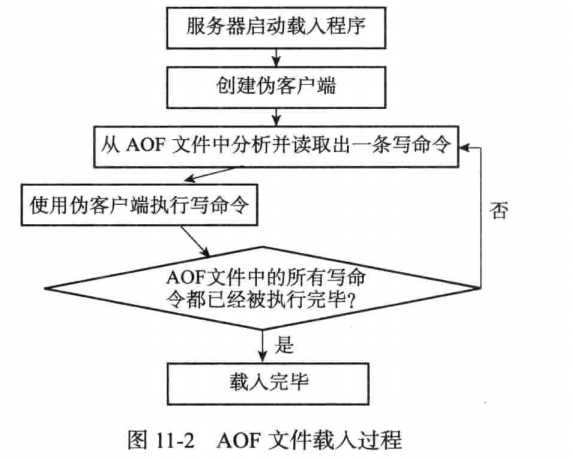 服务器启动载入程序
创建伪客户端
从 AOF 文件中分析并读取出一条写命令
使用伪客户端执行写命令
否
AOF文件中的所有写命
令都已经被执行完毕?
是
载入完毕
图 11-2 AOF 文件载入过程